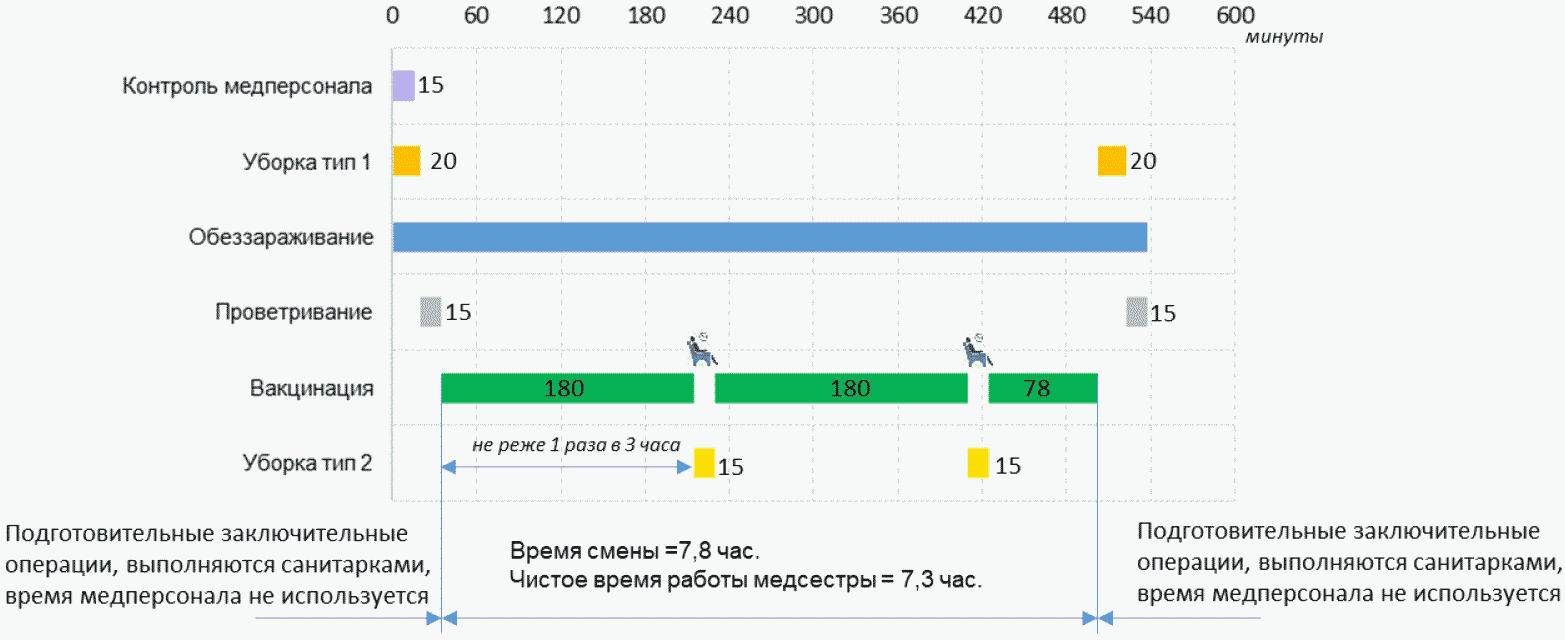 0 60 120 180 240 300 360 420 480 540 600
минуты
Контроль медперсонала 15
Уборка тип 1 20 20
Обеззараживание
Проветривание 15 15
Вакцинация 180 180 78
не реже 1 раза в 3 часа
Уборка тип 2 15 15
Подготовительные заключительные
операции, выполняются санитарками,
время медперсонала не используется
Время смены =7,8 час.
Чистое время работы медсестры = 7,3 час.
Подготовительные заключительные
операции, выполняются санитарками,
время медперсонала не используется